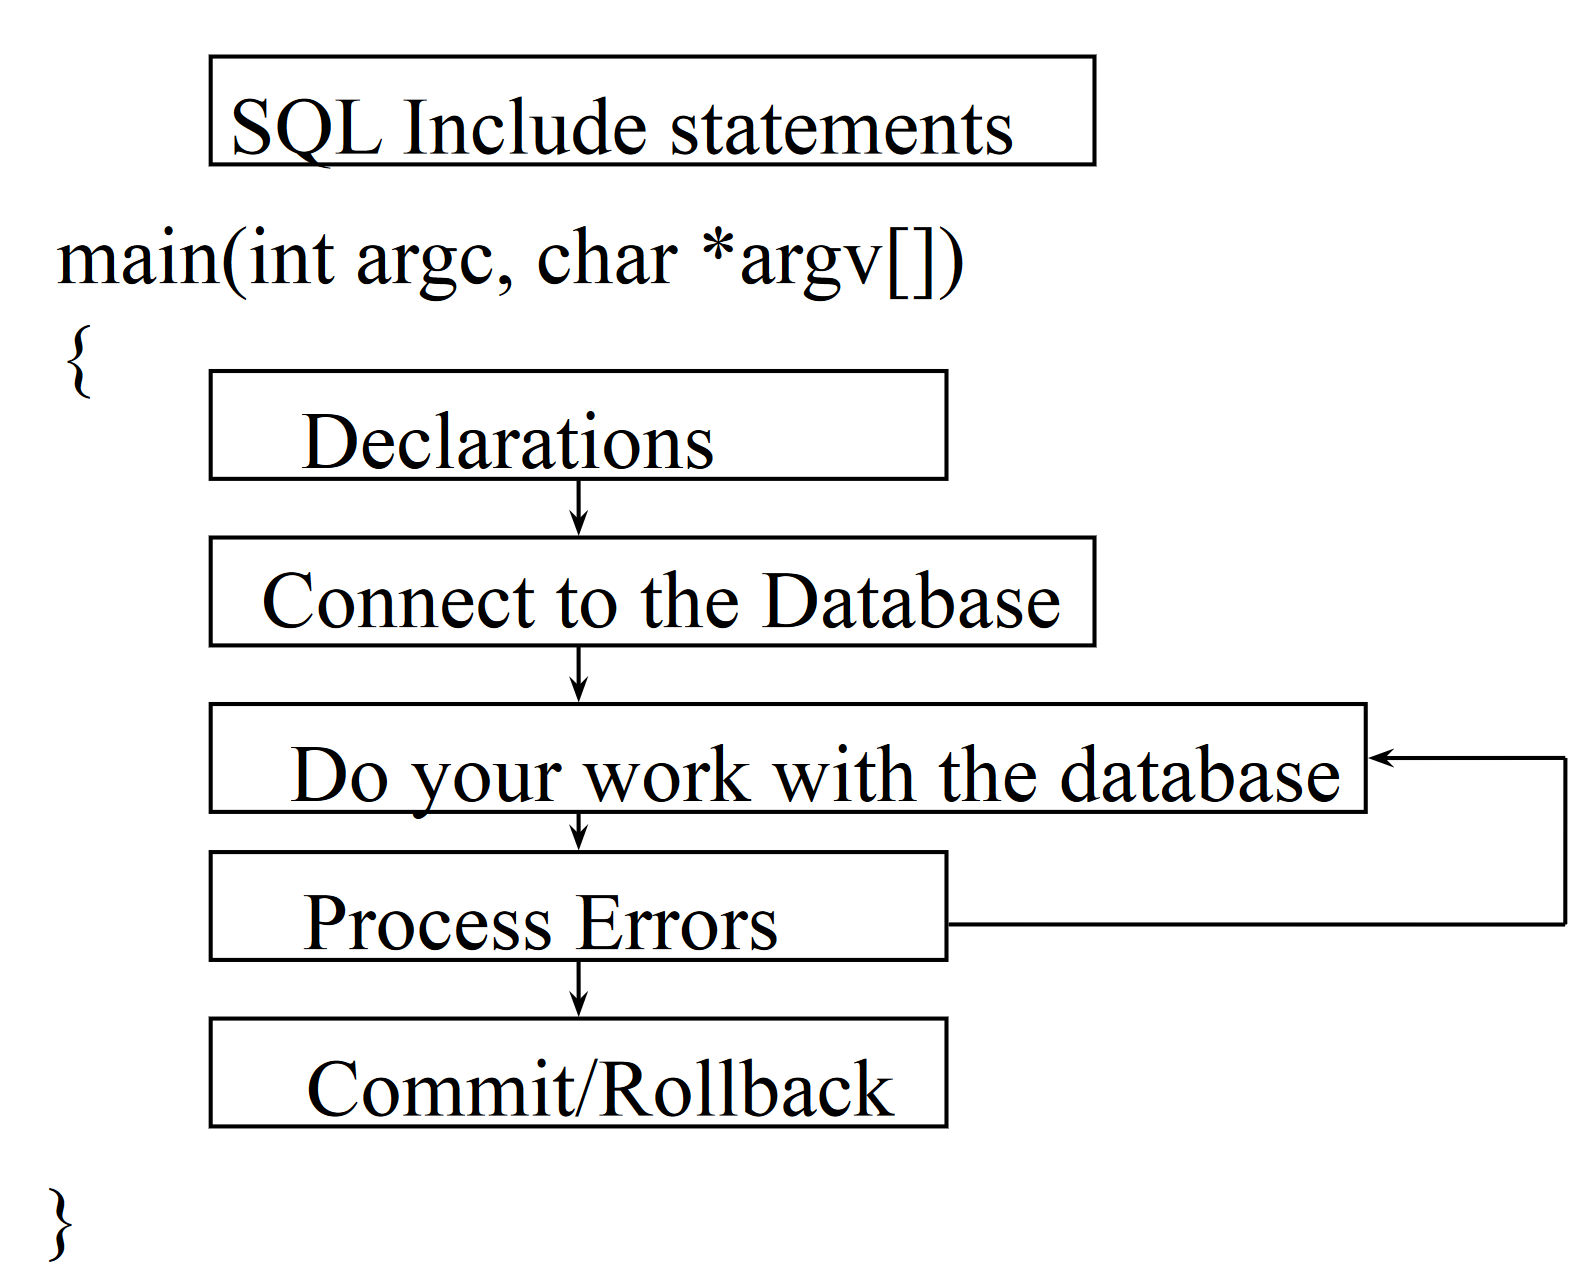 SQL Include statements
main(int argc, char *argv[])
{
Declarations
Connect to the Database
Do your work with the database
Process Errors
Commit/Rollback
}